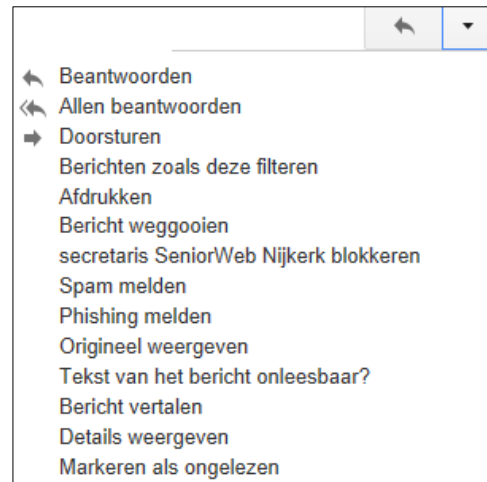 Beantwoorden
Allen beantwoorden
Doorsturen
Berichten zoals deze filteren
Afdrukken
Bericht weggooien
secretaris SeniorWeb Nijkerk blokkeren
Spam melden
Phishing melden
Origineel weergeven
Tekst van het bericht onleesbaar?
Bericht vertalen
Details weergeven
Markeren als ongelezen